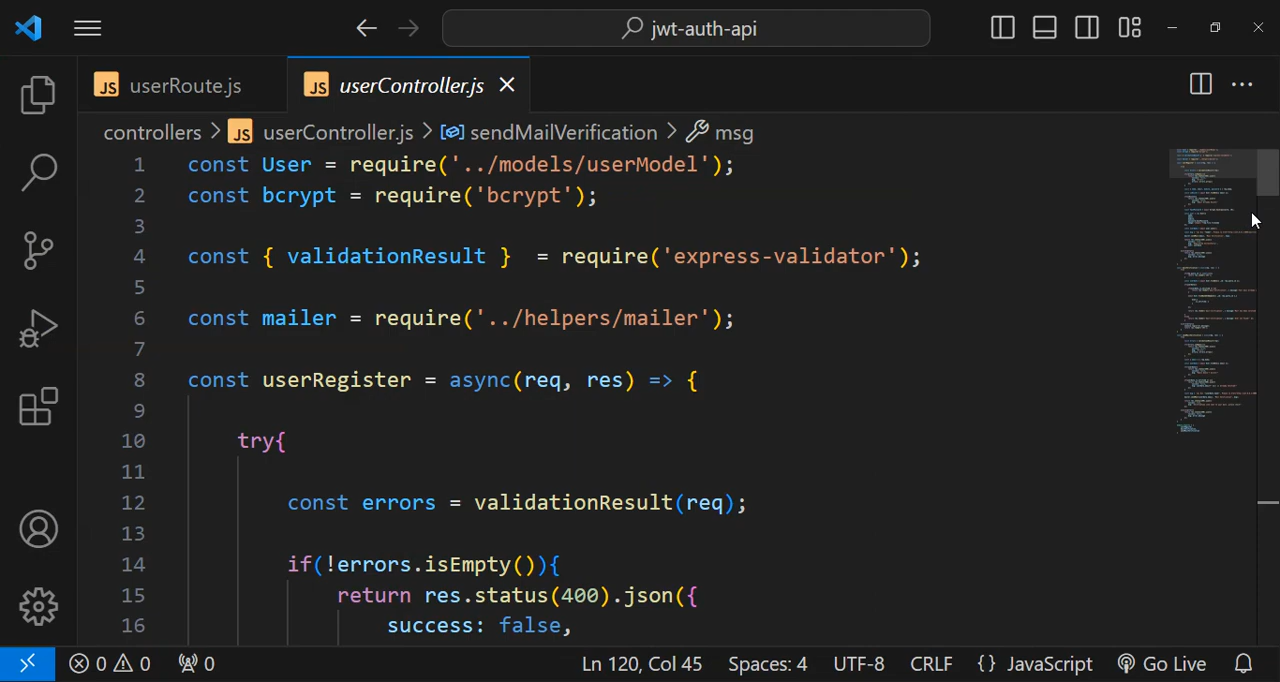 jwt-auth-api
JS userRoute.js
JS userController.js
controllers > JS userController.js > sendMailVerification > msg
1 const User = require('../models/userModel');
2 const bcrypt = require('bcrypt');
3
4 const { validationResult }  = require('express-validator');
5
6 const mailer = require('../helpers/mailer');
7
8 const userRegister = async(req, res) => {
9
10 try{
11
12 const errors = validationResult(req);
13
14 if(!errors.isEmpty()){
15 return res.status(400).json({
16 success: false,
0 0 0 Ln 120, Col 45 Spaces: 4 UTF-8 CRLF {} JavaScript Go Live